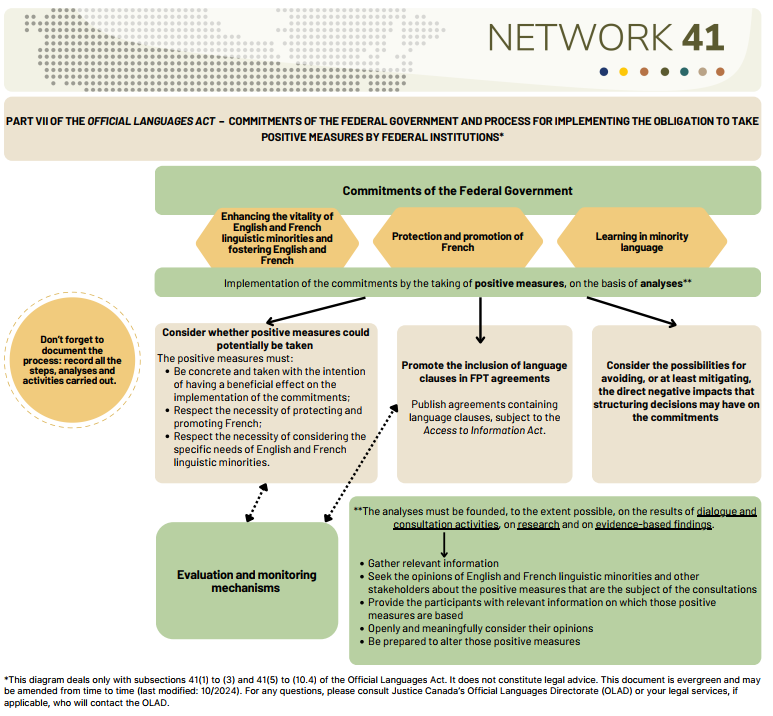 NETWORK 41
PART VII OF THE OFFICIAL LANGUAGES ACT – COMMITMENTS OF THE FEDERAL GOVERNMENT AND PROCESS FOR IMPLEMENTING THE OBLIGATION TO TAKE
POSITIVE MEASURES BY FEDERAL INSTITUTIONS*
Commitments of the Federal Government
Enhancing the vitality of
English and French
linguistic minorities and
fostering English and
French
Protection and promotion of
French
Learning in minority
language
Implementation of the commitments by the taking of positive measures, on the basis of analyses**
Don't forget to
document the
process: record all the
steps, analyses and
activities carried out.
Consider whether positive measures could
potentially be taken
The positive measures must:
• Be concrete and taken with the intention
of having a beneficial effect on the
implementation of the commitments;
• Respect the necessity of protecting and
promoting French;
• Respect the necessity of considering the
specific needs of English and French
linguistic minorities.
Promote the inclusion of language
clauses in FPT agreements
Publish agreements containing
language clauses, subject to the
Access to Information Act.
Consider the possibilities for
avoiding, or at least mitigating,
the direct negative impacts that
structuring decisions may have on
the commitments
Evaluation and monitoring
mechanisms
**The analyses must be founded, to the extent possible, on the results of dialogue and
consultation activities, on research and on evidence-based findings.
• Gather relevant information
• Seek the opinions of English and French linguistic minorities and other
stakeholders about the positive measures that are the subject of the consultations
• Provide the participants with relevant information on which those positive
measures are based
• Openly and meaningfully consider their opinions
• Be prepared to alter those positive measures
*This diagram deals only with subsections 41(1) to (3) and 41(5) to (10.4) of the Official Languages Act. It does not constitute legal advice. This document is evergreen and may
be amended from time to time (last modified: 10/2024). For any questions, please consult Justice Canada's Official Languages Directorate (OLAD) or your legal services, if
applicable, who will contact the OLAD.